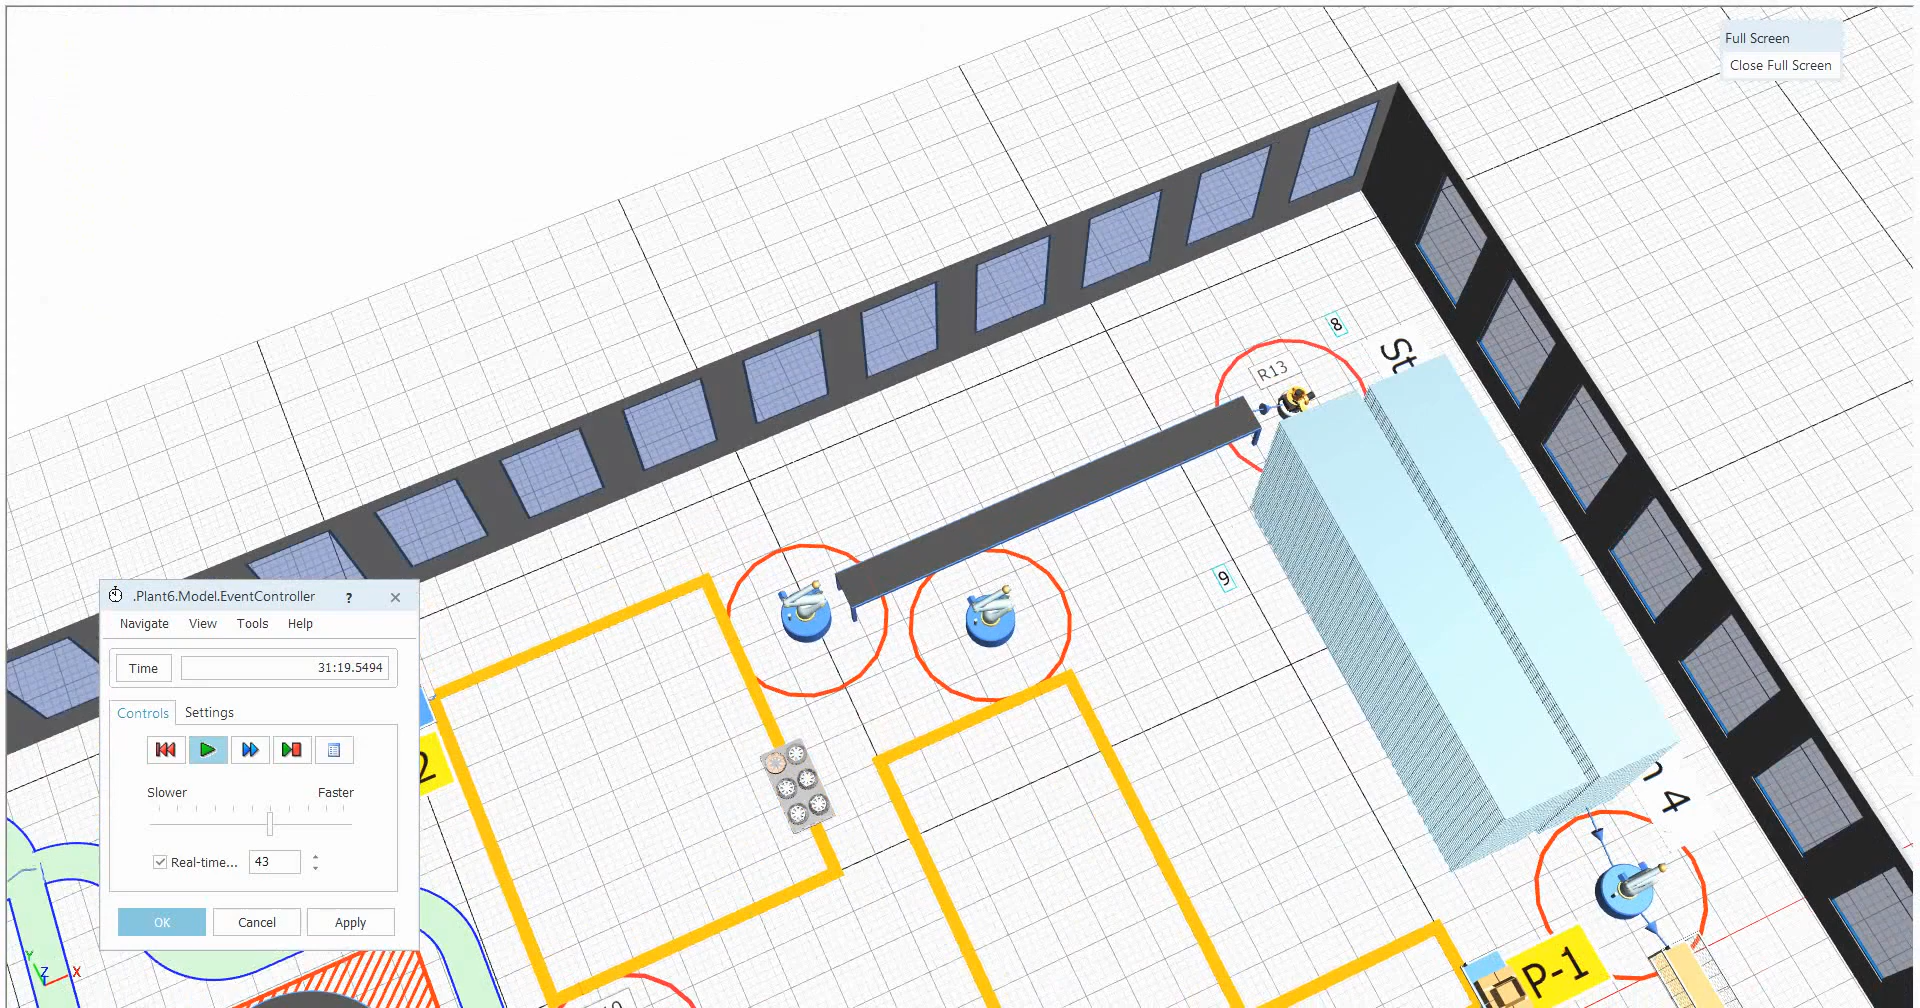 Full Screen
Close Full Screen
8
St
R13
9
.Plant6.Model.EventController
?
Navigate View Tools Help
Time 31:19.5494
Controls Settings
2
Slower Faster
Real-time... 43
n 4
OK Cancel Apply
P-1
Y
Z
X